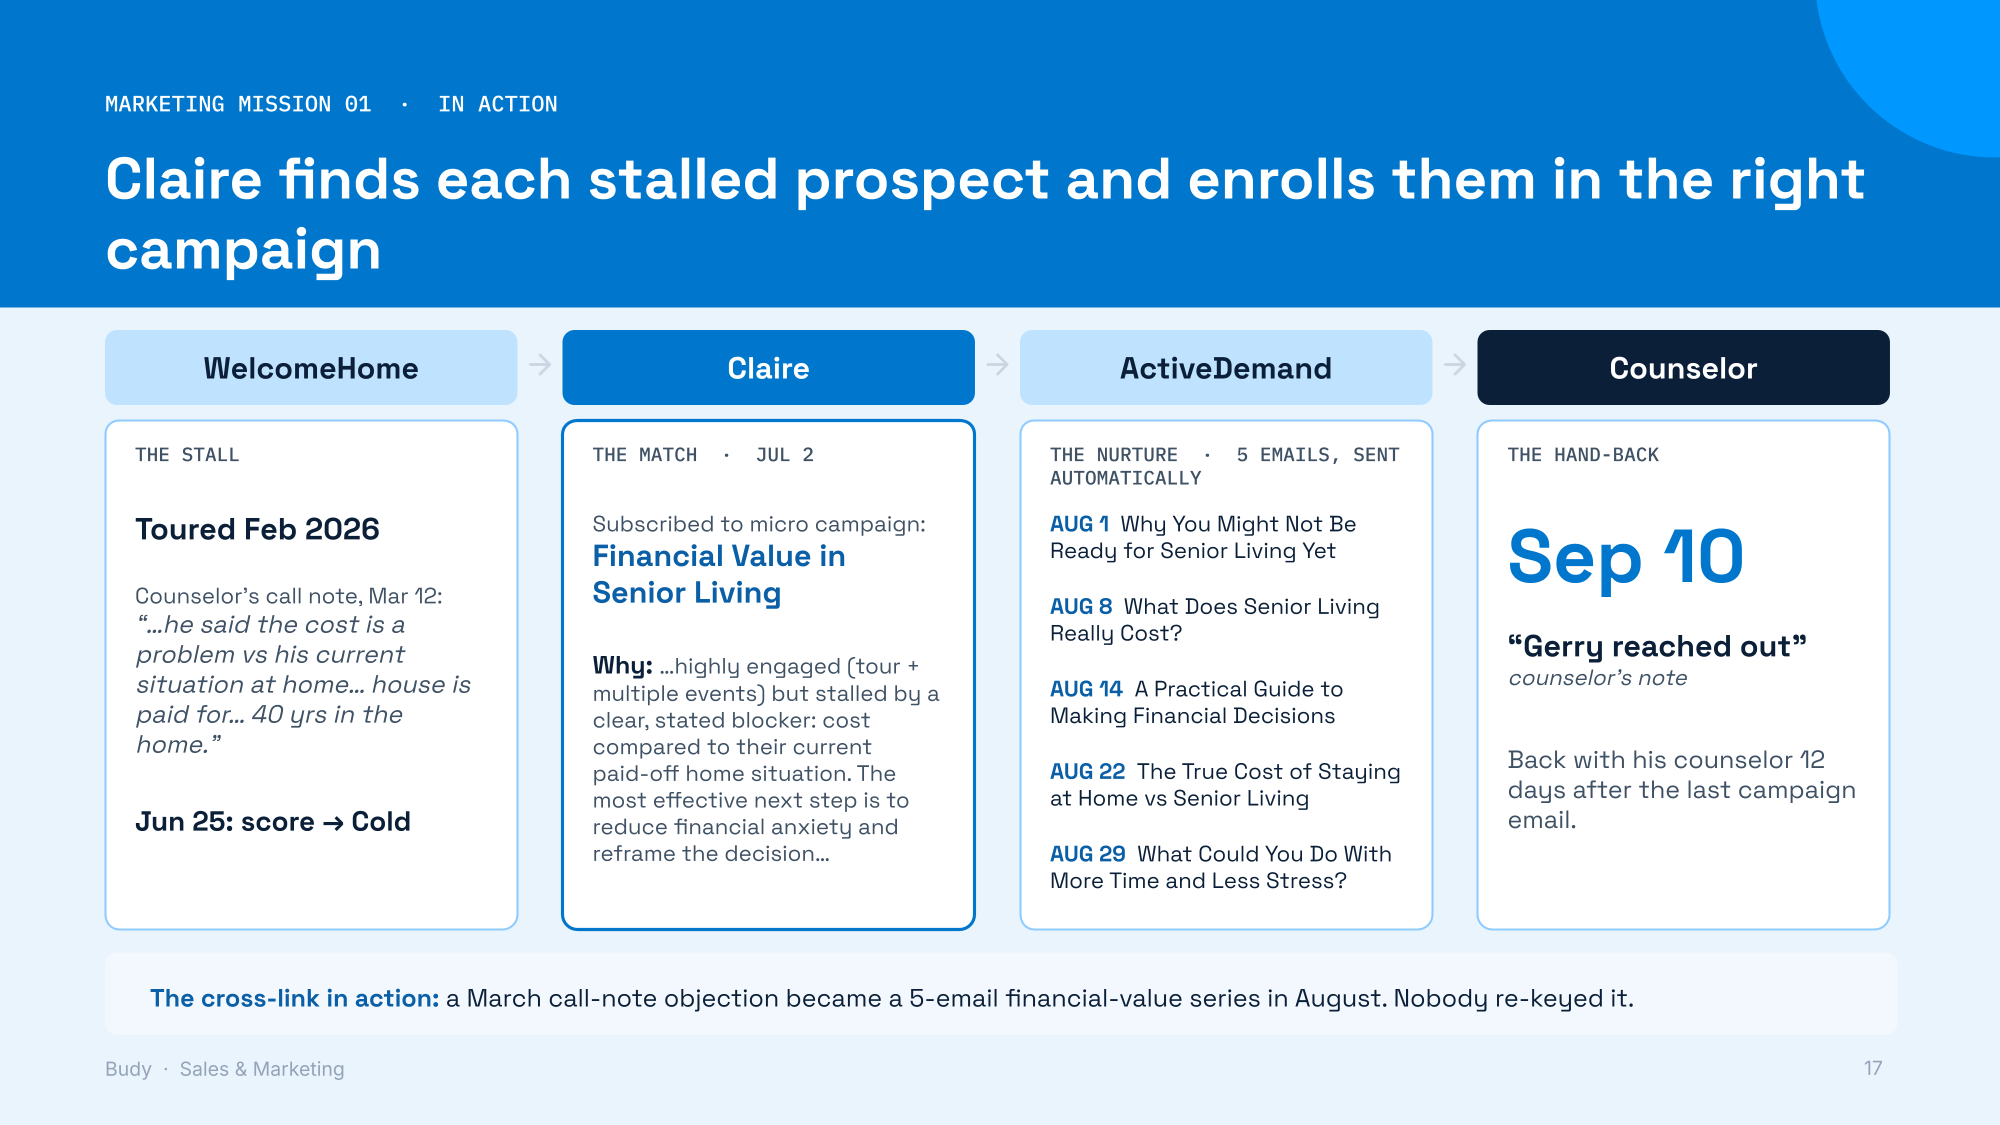 MARKETING MISSION 01 · IN ACTION
Claire finds each stalled prospect and enrolls them in the right
campaign
WelcomeHome
THE STALL
Toured Feb 2026
Counselor's call note, Mar 12:
“…he said the cost is a
problem vs his current
situation at home… house is
paid for… 40 yrs in the
home.”
Jun 25: score → Cold
Claire
THE MATCH · JUL 2
Subscribed to micro campaign:
Financial Value in
Senior Living
Why: …highly engaged (tour +
multiple events) but stalled by a
clear, stated blocker: cost
compared to their current
paid-off home situation. The
most effective next step is to
reduce financial anxiety and
reframe the decision…
ActiveDemand
THE NURTURE · 5 EMAILS, SENT
AUTOMATICALLY
AUG 1 Why You Might Not Be
Ready for Senior Living Yet
AUG 8 What Does Senior Living
Really Cost?
AUG 14 A Practical Guide to
Making Financial Decisions
AUG 22 The True Cost of Staying
at Home vs Senior Living
AUG 29 What Could You Do With
More Time and Less Stress?
Counselor
THE HAND-BACK
Sep 10
“Gerry reached out”
counselor's note
Back with his counselor 12
days after the last campaign
email.
The cross-link in action: a March call-note objection became a 5-email financial-value series in August. Nobody re-keyed it.
Budy · Sales & Marketing
17